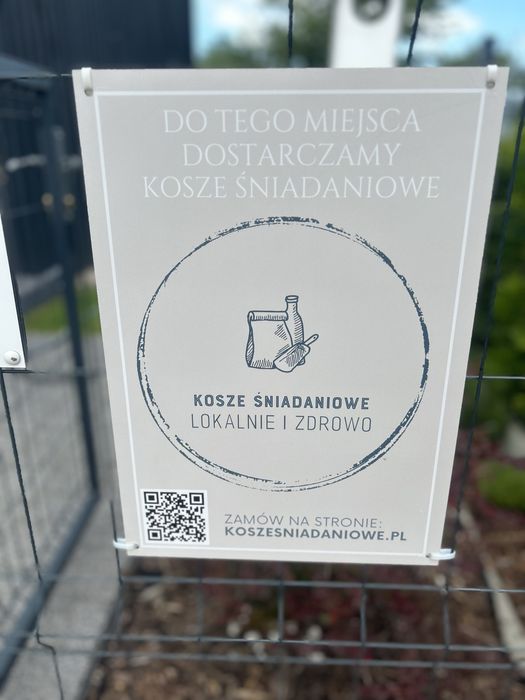 DO TEGO MIEJSCA
DOSTARCZAMY
KOSZE ŚNIADANIOWE
KOSZE ŚNIADANIOWE
LOKALNIE I ZDROWO
ZAMÓW NA STRONIE:
KOSZESNIADANIOWE.PL